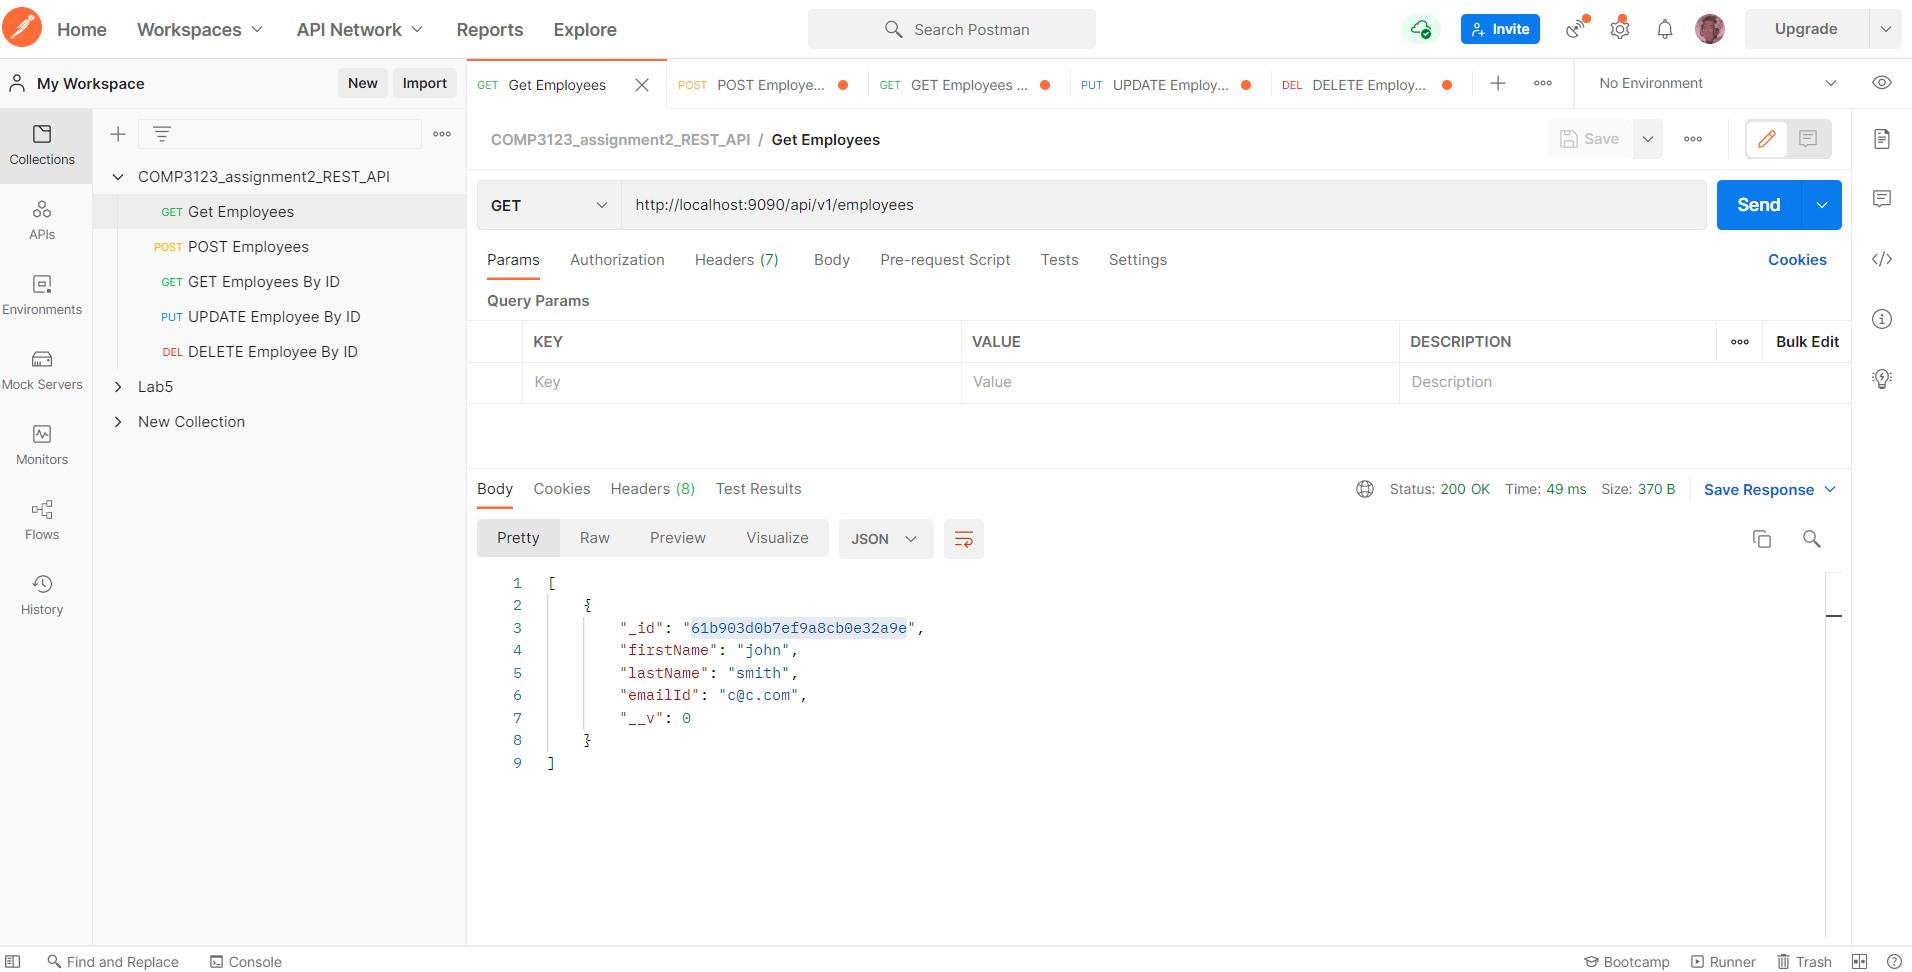 Home Workspaces API Network Reports Explore Search Postman Invite Upgrade
My Workspace New Import
GET Get Employees POST POST Employe... GET GET Employees ... PUT UPDATE Employ... DEL DELETE Employ... No Environment
Collections
APIs
Environments
Mock Servers
Monitors
Flows
History
COMP3123_assignment2_REST_API
GET Get Employees
POST POST Employees
GET GET Employees By ID
PUT UPDATE Employee By ID
DEL DELETE Employee By ID
Lab5
New Collection
COMP3123_assignment2_REST_API / Get Employees Save
GET http://localhost:9090/api/v1/employees Send
Params Authorization Headers (7) Body Pre-request Script Tests Settings Cookies
Query Params
KEY VALUE DESCRIPTION Bulk Edit
Key Value Description
Body Cookies Headers (8) Test Results Status: 200 OK Time: 49 ms Size: 370 B Save Response
Pretty Raw Preview Visualize JSON
1 [
2 {
3 "_id": "61b903d0b7ef9a8cb0e32a9e",
4 "firstName": "john",
5 "lastName": "smith",
6 "emailId": "c@c.com",
7 "__v": 0
8 }
9 ]
Find and Replace Console Bootcamp Runner Trash